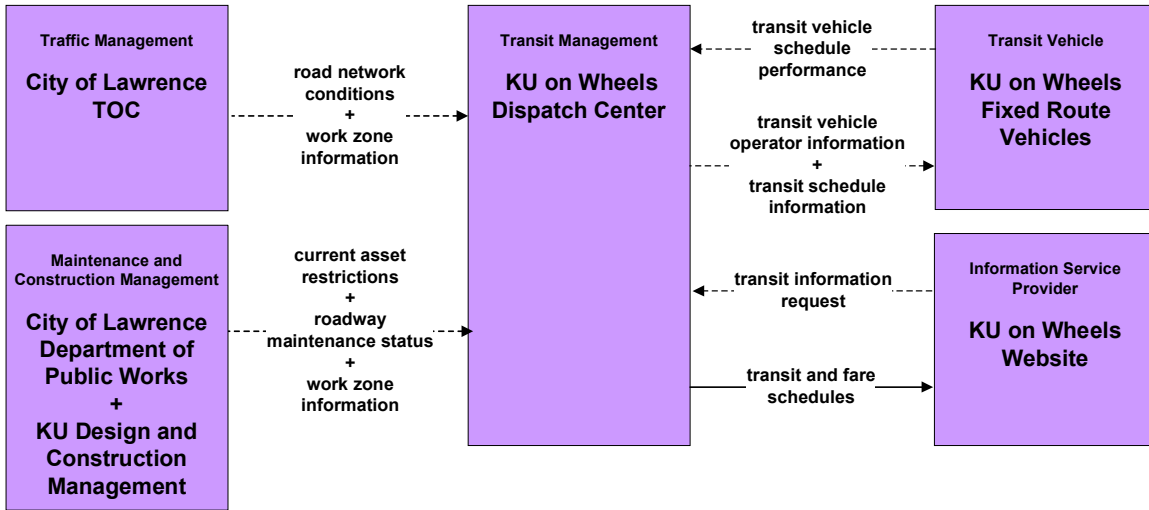 Traffic Management
City of Lawrence
TOC
road network
conditions
+
work zone
information
Maintenance and
Construction Management
City of Lawrence
Department of
Public Works
+
KU Design and
Construction
Management
current asset
restrictions
+
roadway
maintenance status
+
work zone
information
Transit Management
KU on Wheels
Dispatch Center
transit vehicle
schedule
performance
transit vehicle
operator information
+
transit schedule
information
Transit Vehicle
KU on Wheels
Fixed Route
Vehicles
transit information
request
transit and fare
schedules
Information Service
Provider
KU on Wheels
Website